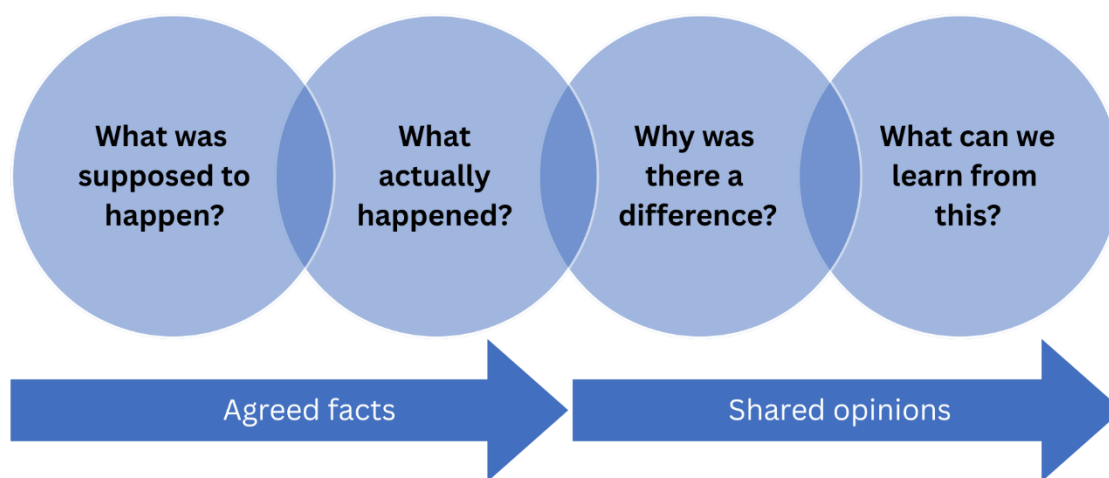 What was
supposed to
happen?
What
actually
happened?
Why was
there a
difference?
What can we
learn from
this?
Agreed facts
Shared opinions